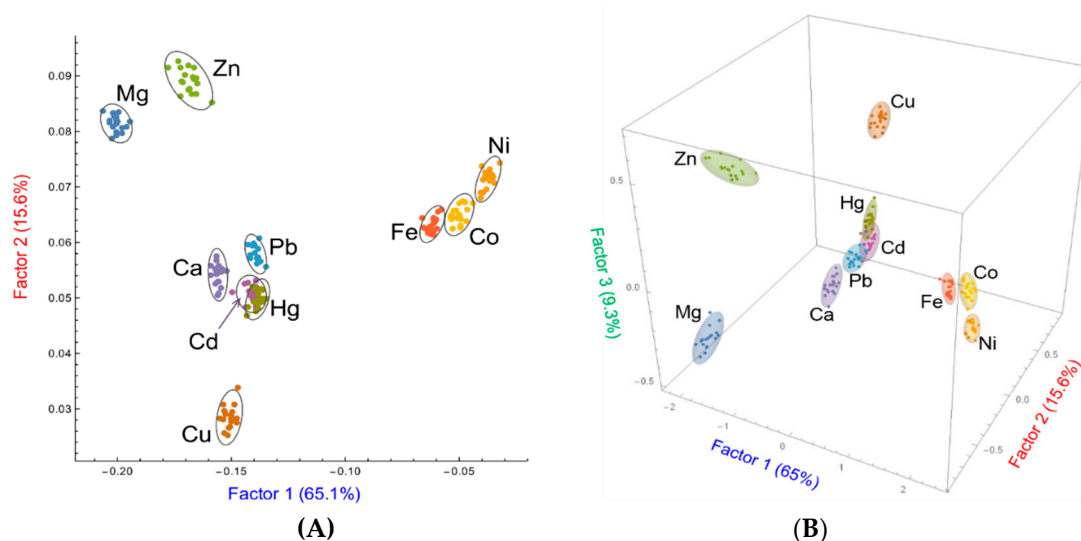 0.09
0.08
0.07
0.06
0.05
0.04
0.03
−0.20
−0.15
−0.10
−0.05
Factor 2 (15.6%)
Factor 1 (65.1%)
Mg
Zn
Ni
Fe
Co
Pb
Ca
Hg
Cd
Cu
(A)
Cu
Zn
Hg
Cd
Pb
Ca
Mg
Co
Fe
Ni
0.5
0.0
−0.5
Factor 3 (9.3%)
−2
−1
0
1
2
Factor 1 (65%)
0.5
0.0
−0.5
Factor 2 (15.6%)
(B)